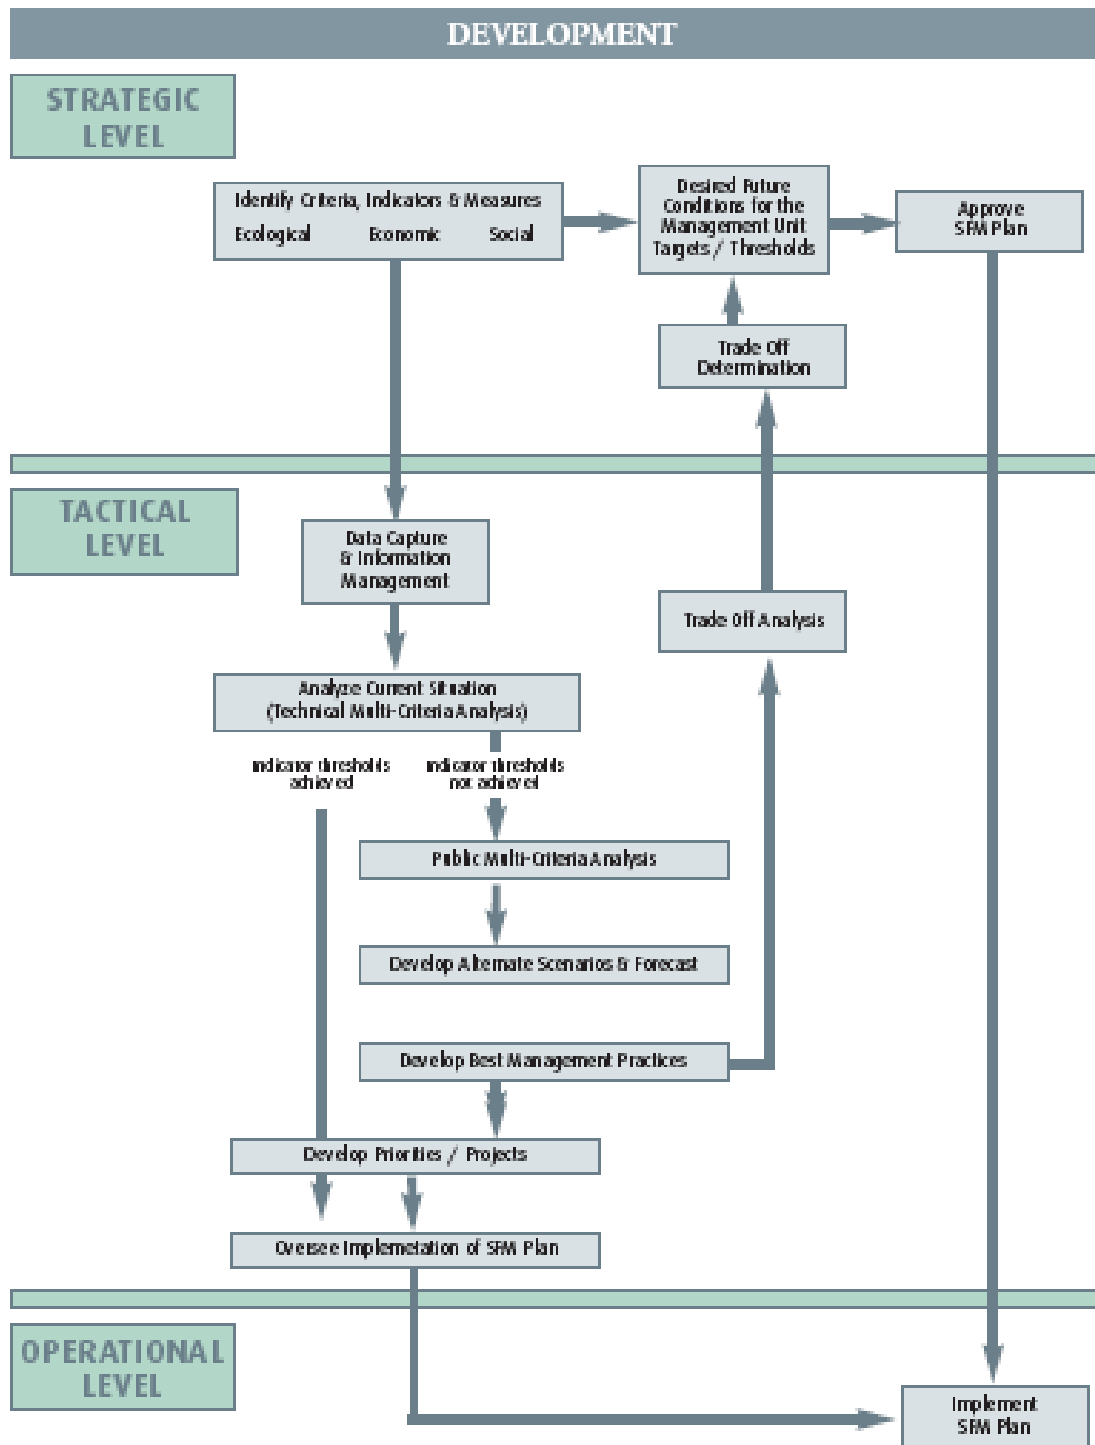 DEVELOPMENT
STRATEGIC
LEVEL
Identify Criteria, Indicators & Measures
Ecological Economic Social
Desired Future
Conditions for the
Management Unit
Targets / Thresholds
Approve
SFM Plan
Trade Off
Determination
TACTICAL
LEVEL
Data Capture
& Information
Management
Trade Off Analysis
Analyze Current Situation
(Technical Multi-Criteria Analysis)
Indicator thresholds
achieved
Indicator thresholds
not achieved
Public Multi-Criteria Analysis
Develop Alternate Scenarios & Forecast
Develop Best Management Practices
Develop Priorities / Projects
Oversee Implemetation of SFM Plan
OPERATIONAL
LEVEL
Implement
SFM Plan